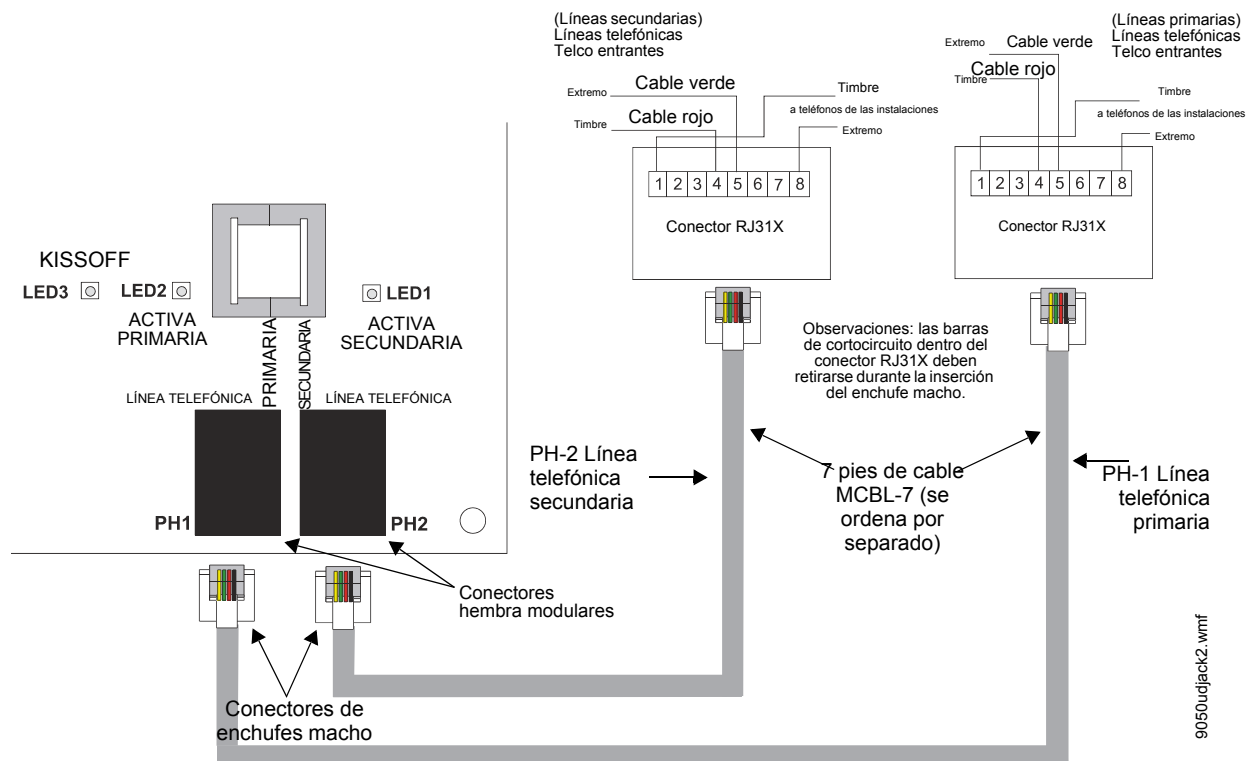 (Líneas secundarias)
Líneas telefónicas
Telco entrantes
Extremo
Cable verde
Timbre
Cable rojo
Timbre
a teléfonos de las instalaciones
Extremo
1 2 3 4 5 6 7 8
Conector RJ31X
(Líneas primarias)
Líneas telefónicas
Telco entrantes
Extremo
Cable verde
Cable rojo
Timbre
Timbre
a teléfonos de las instalaciones
Extremo
1 2 3 4 5 6 7 8
Conector RJ31X
KISSOFF
LED3
LED2
LED1
ACTIVA
PRIMARIA
ACTIVA
SECUNDARIA
PRIMARIA
SECUNDARIA
LÍNEA TELEFÓNICA
LÍNEA TELEFÓNICA
PH1
PH2
Observaciones: las barras
de cortocircuito dentro del
conector RJ31X deben
retirarse durante la inserción
del enchufe macho.
PH-2 Línea
telefónica
secundaria
7 pies de cable
MCBL-7 (se
ordena por
separado)
PH-1 Línea
telefónica
primaria
Conectores
hembra modulares
Conectores de
enchufes macho
9050udjack2.wmf